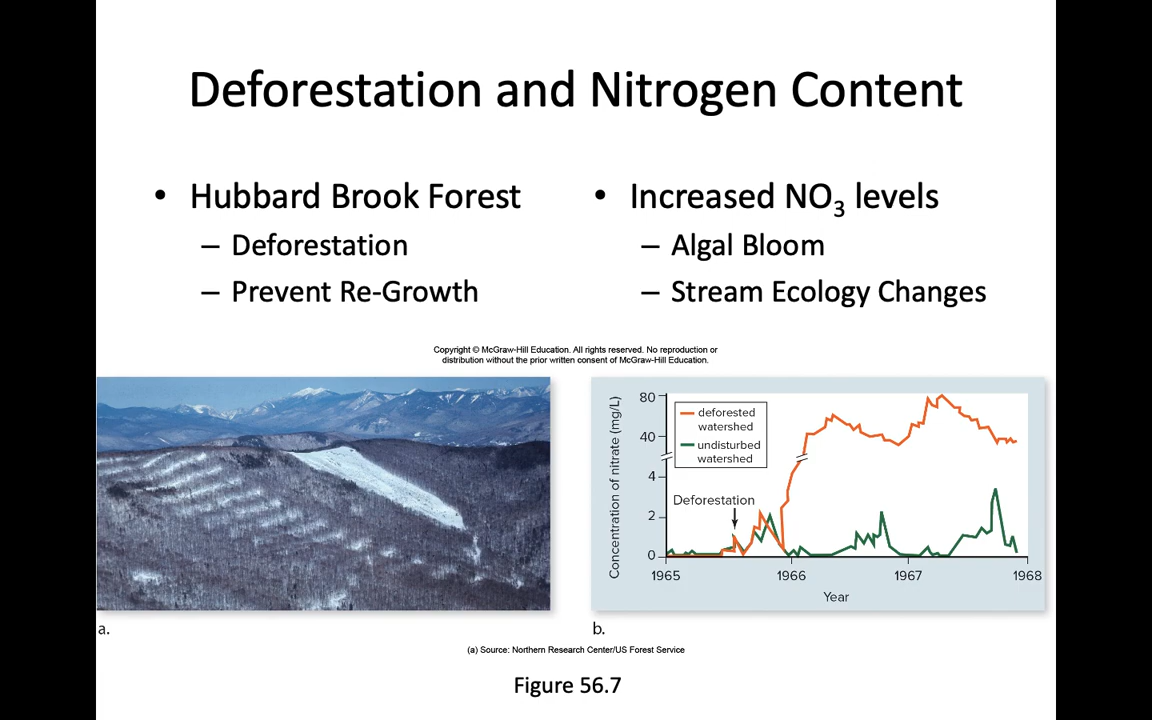 Deforestation and Nitrogen Content
• Hubbard Brook Forest
– Deforestation
– Prevent Re-Growth
• Increased NO3 levels
– Algal Bloom
– Stream Ecology Changes
Copyright © McGraw-Hill Education. All rights reserved. No reproduction or
distribution without the prior written consent of McGraw-Hill Education.
a.
Concentration of nitrate (mg/L)
80
40
4
2
0
deforested
watershed
undisturbed
watershed
Deforestation
1965 1966 1967 1968
Year
b.
(a) Source: Northern Research Center/US Forest Service
Figure 56.7